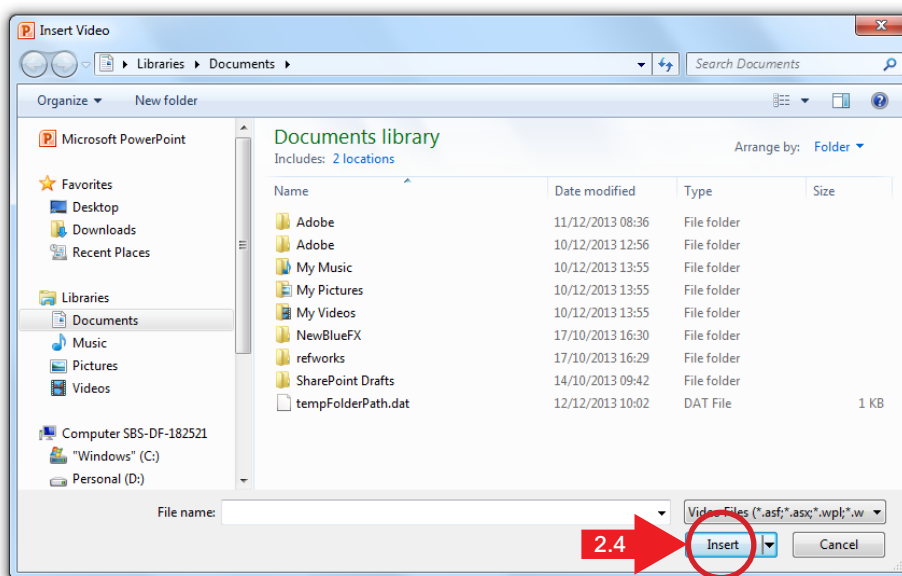 Insert Video
Libraries Documents
Search Documents
Organize New folder
Microsoft PowerPoint
Favorites
Desktop
Downloads
Recent Places
Libraries
Documents
Music
Pictures
Videos
Computer SBS-DF-182521
"Windows" (C:)
Personal (D:)
Documents library
Includes: 2 locations
Arrange by: Folder
Name Date modified Type Size
Adobe 11/12/2013 08:36 File folder
Adobe 10/12/2013 12:56 File folder
My Music 10/12/2013 13:55 File folder
My Pictures 10/12/2013 13:55 File folder
My Videos 10/12/2013 13:55 File folder
NewBlueFX 17/10/2013 16:30 File folder
refworks 17/10/2013 16:29 File folder
SharePoint Drafts 14/10/2013 09:42 File folder
tempFolderPath.dat 12/12/2013 10:02 DAT File 1 KB
File name:
Video Files (*.asf;*.asx;*.wpl;*.w
2.4
Insert Cancel